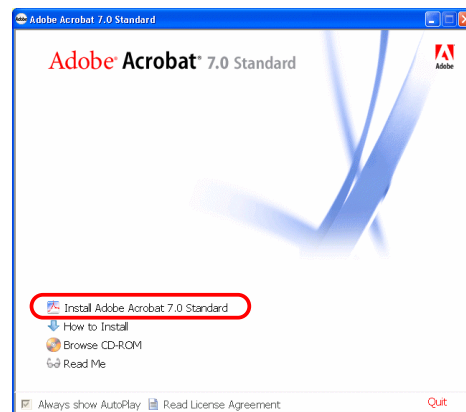 Adobe Acrobat 7.0 Standard
Adobe® Acrobat® 7.0 Standard
Adobe
Install Adobe Acrobat 7.0 Standard
How to Install
Browse CD-ROM
Read Me
Always show AutoPlay Read License Agreement Quit